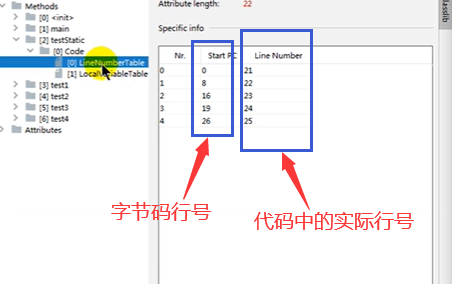 Methods
[0] <init>
[1] main
[2] testStatic
[0] Code
[0] LineNumberTable
[1] LocalVariableTable
[3] test1
[4] test2
[5] test3
[6] test4
Attributes
Attribute length: 22
Specific info
Nr. Start PC Line Number
0 0 21
1 8 22
2 16 23
3 19 24
4 26 25
字节码行号
代码中的实际行号
classlib